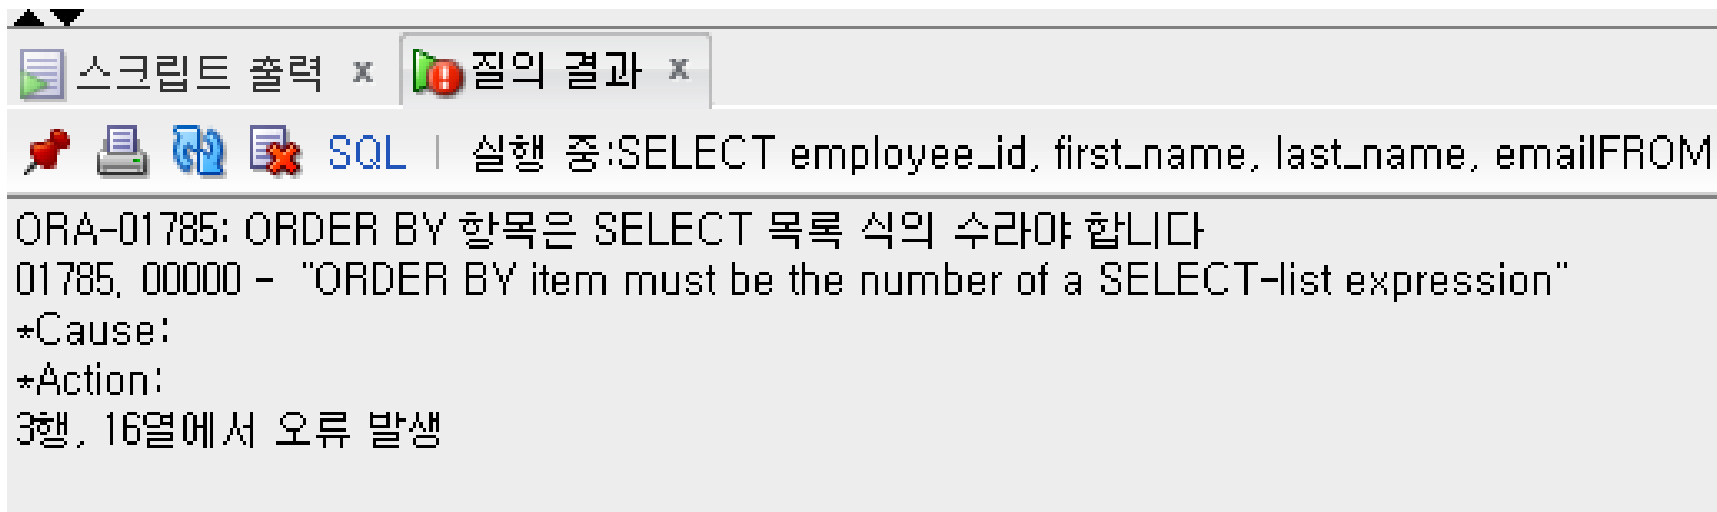 스크립트 출력 x 질의 결과 x
SQL | 실행 중:SELECT employee_id, first_name, last_name, emailFROM
ORA-01785: ORDER BY 항목은 SELECT 목록 식의 수라야 합니다
01785, 00000 - "ORDER BY item must be the number of a SELECT-list expression"
*Cause:
*Action:
3행, 16열에서 오류 발생